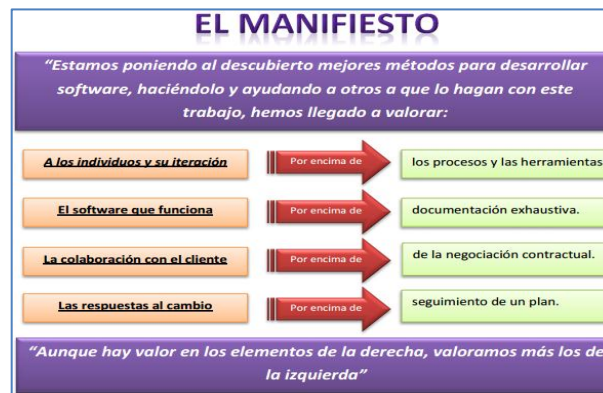 EL MANIFIESTO
“Estamos poniendo al descubierto mejores métodos para desarrollar
software, haciéndolo y ayudando a otros a que lo hagan con este
trabajo, hemos llegado a valorar:
A los individuos y su iteración Por encima de los procesos y las herramientas
El software que funciona Por encima de documentación exhaustiva.
La colaboración con el cliente Por encima de de la negociación contractual.
Las respuestas al cambio Por encima de seguimiento de un plan.
“Aunque hay valor en los elementos de la derecha, valoramos más los de
la izquierda”